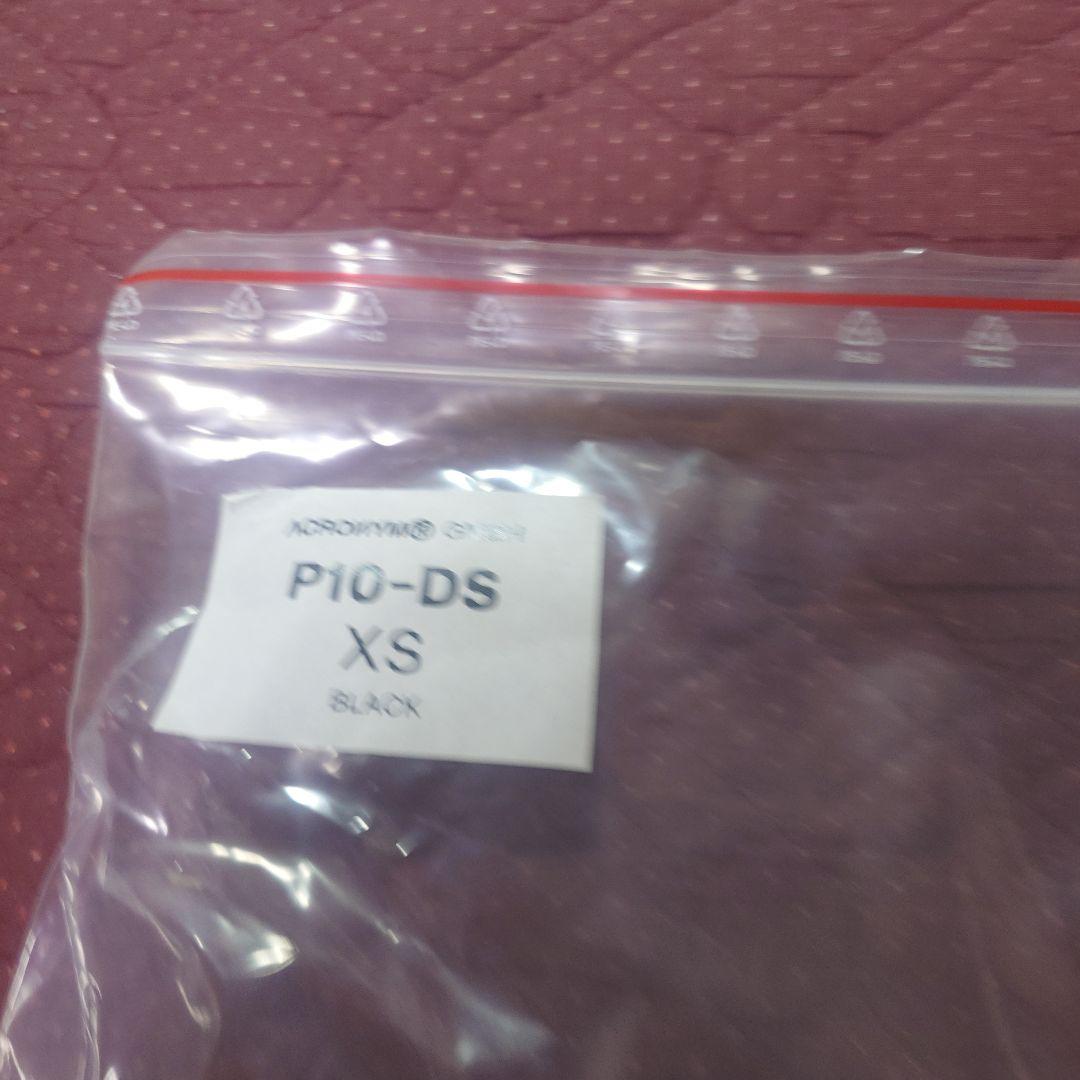 ACRONYM® GMBH
P10-DS
XS
BLACK